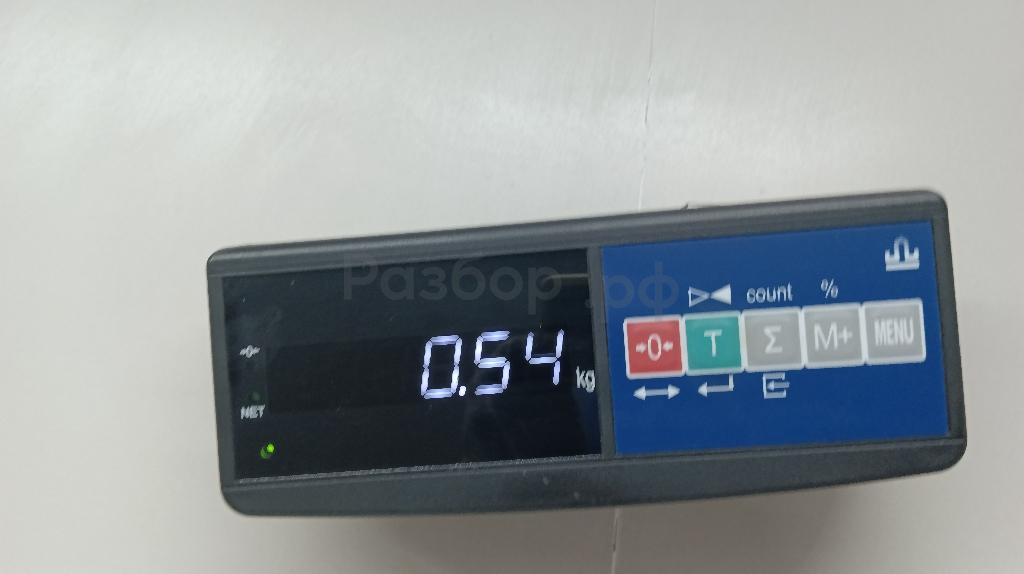 Разбор.рф
0.54
kg
NET
count %
→0← T Σ M+ MENU